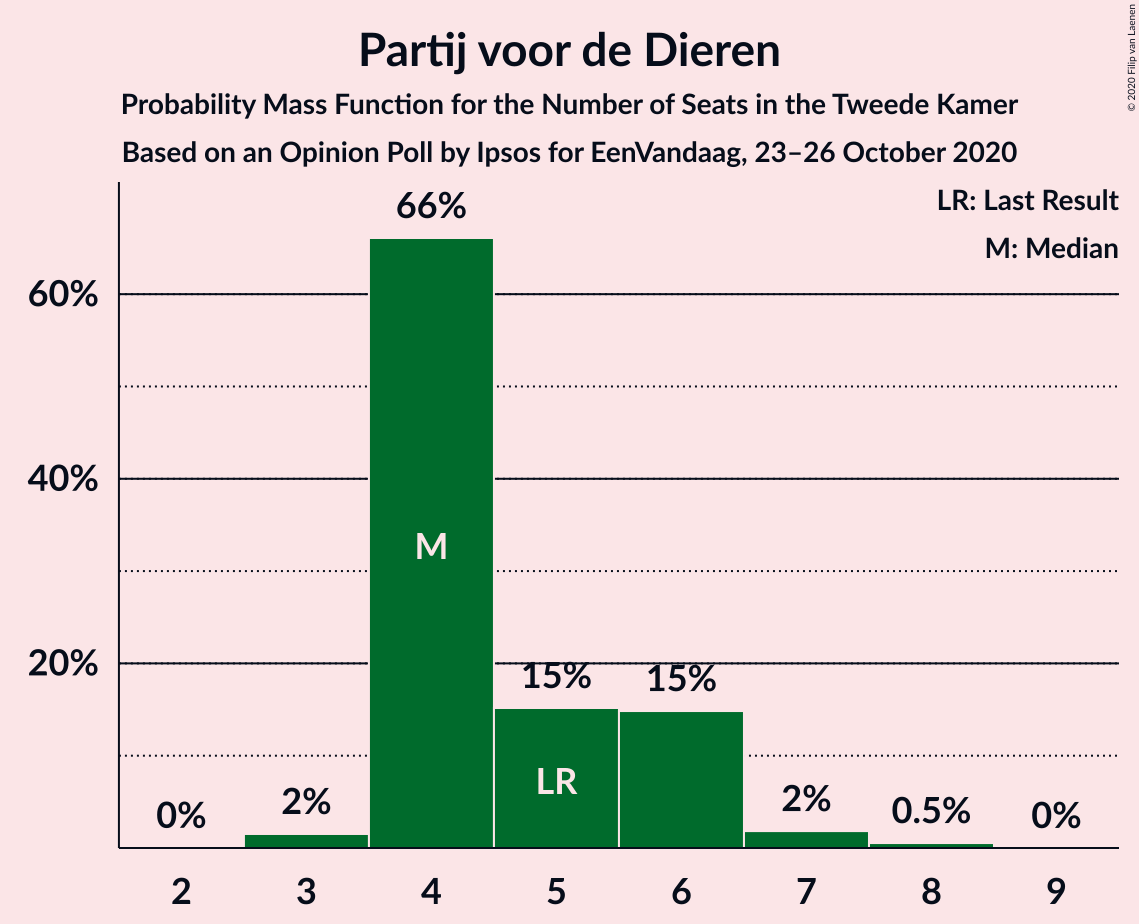 Partij voor de Dieren
Probability Mass Function for the Number of Seats in the Tweede Kamer
Based on an Opinion Poll by Ipsos for EenVandaag, 23–26 October 2020
© 2020 Filip van Laenen
LR: Last Result
M: Median
60%
40%
20%
0%
2%
66%
15%
15%
2%
0.5%
0%
M
LR
2 3 4 5 6 7 8 9